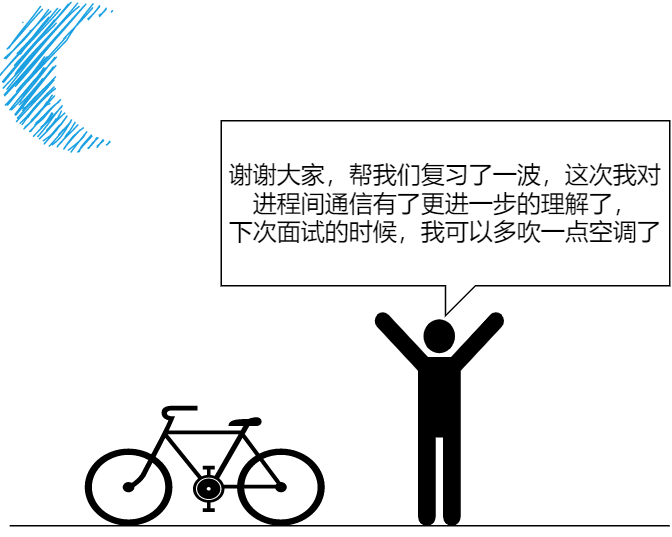 谢谢大家，帮我们复习了一波，这次我对
进程间通信有了更进一步的理解了，
下次面试的时候，我可以多吹一点空调了